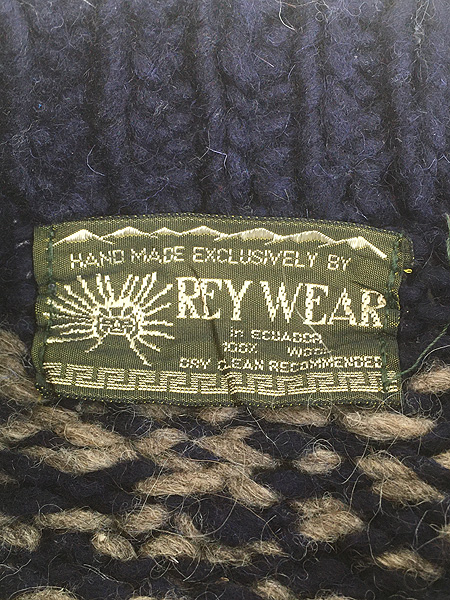 HAND MADE EXCLUSIVELY BY
REY WEAR
in ECUADOR
100% WOOL
DRY CLEAN RECOMMENDED